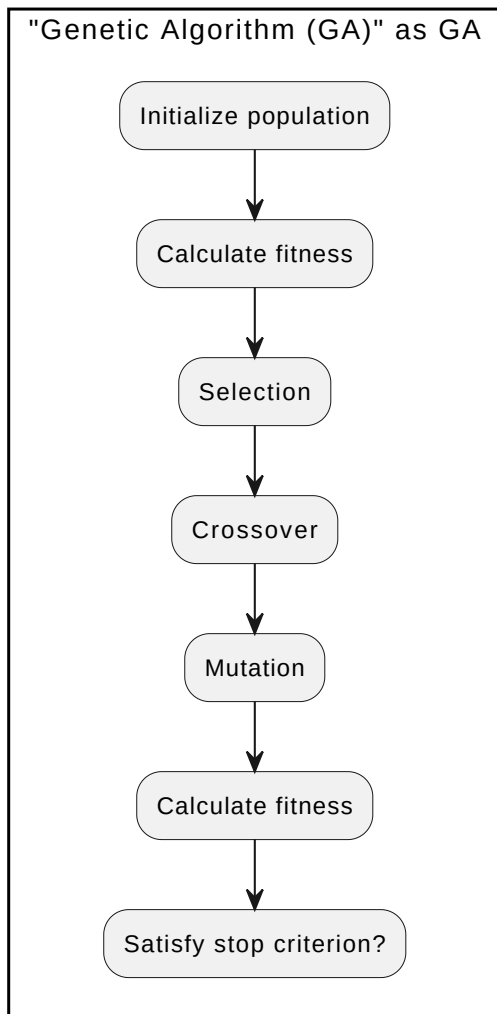 "Genetic Algorithm (GA)" as GA
Initialize population
Calculate fitness
Selection
Crossover
Mutation
Calculate fitness
Satisfy stop criterion?